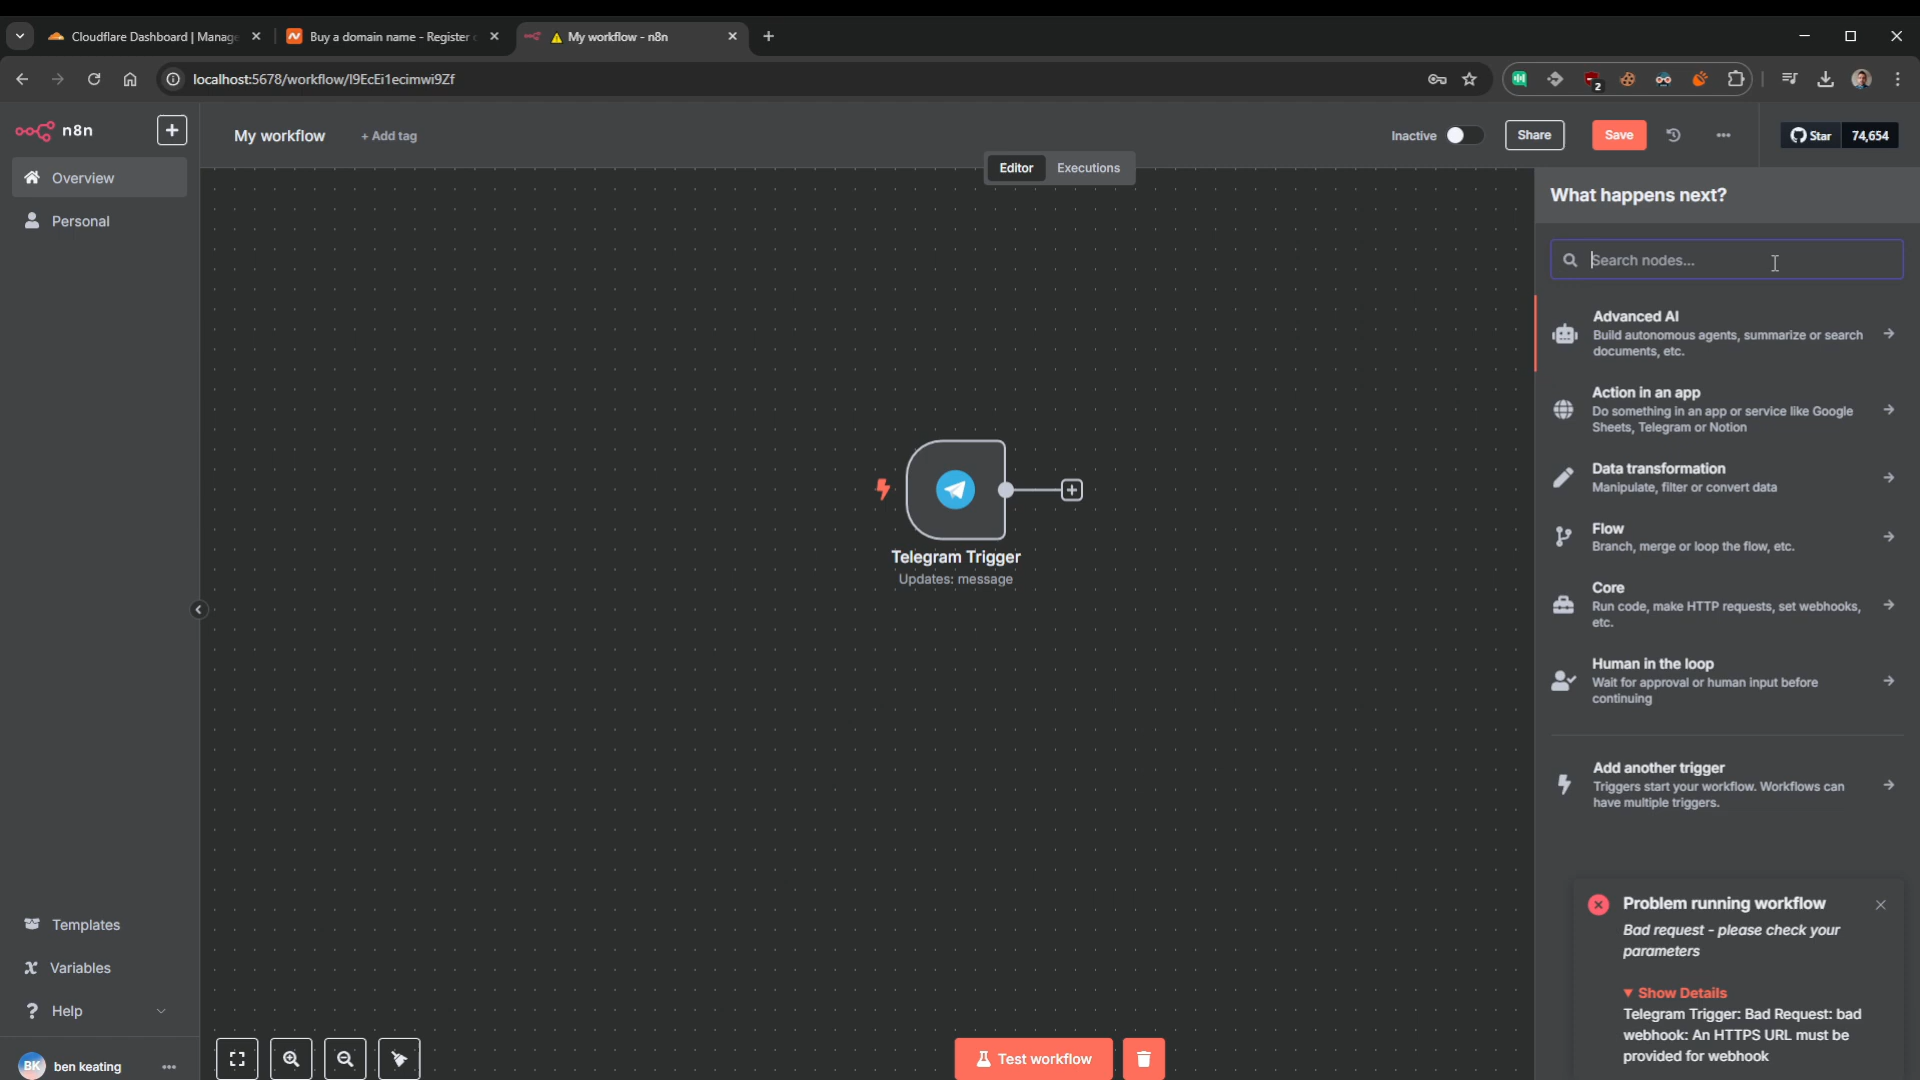 Cloudflare Dashboard | Manage
Buy a domain name - Register
My workflow - n8n
localhost:5678/workflow/I9EcEi1ecimwi9Zf
2
n8n
My workflow
+ Add tag
Inactive
Share
Save
Star
74,654
Editor
Executions
Overview
Personal
What happens next?
Search nodes...
Advanced AI
Build autonomous agents, summarize or search
documents, etc.
Action in an app
Do something in an app or service like Google
Sheets, Telegram or Notion
Data transformation
Manipulate, filter or convert data
Flow
Branch, merge or loop the flow, etc.
Core
Run code, make HTTP requests, set webhooks,
etc.
Human in the loop
Wait for approval or human input before
continuing
Add another trigger
Triggers start your workflow. Workflows can
have multiple triggers.
Telegram Trigger
Updates: message
Templates
Variables
Help
BK
ben keating
Test workflow
Problem running workflow
Bad request - please check your
parameters
Show Details
Telegram Trigger: Bad Request: bad
webhook: An HTTPS URL must be
provided for webhook